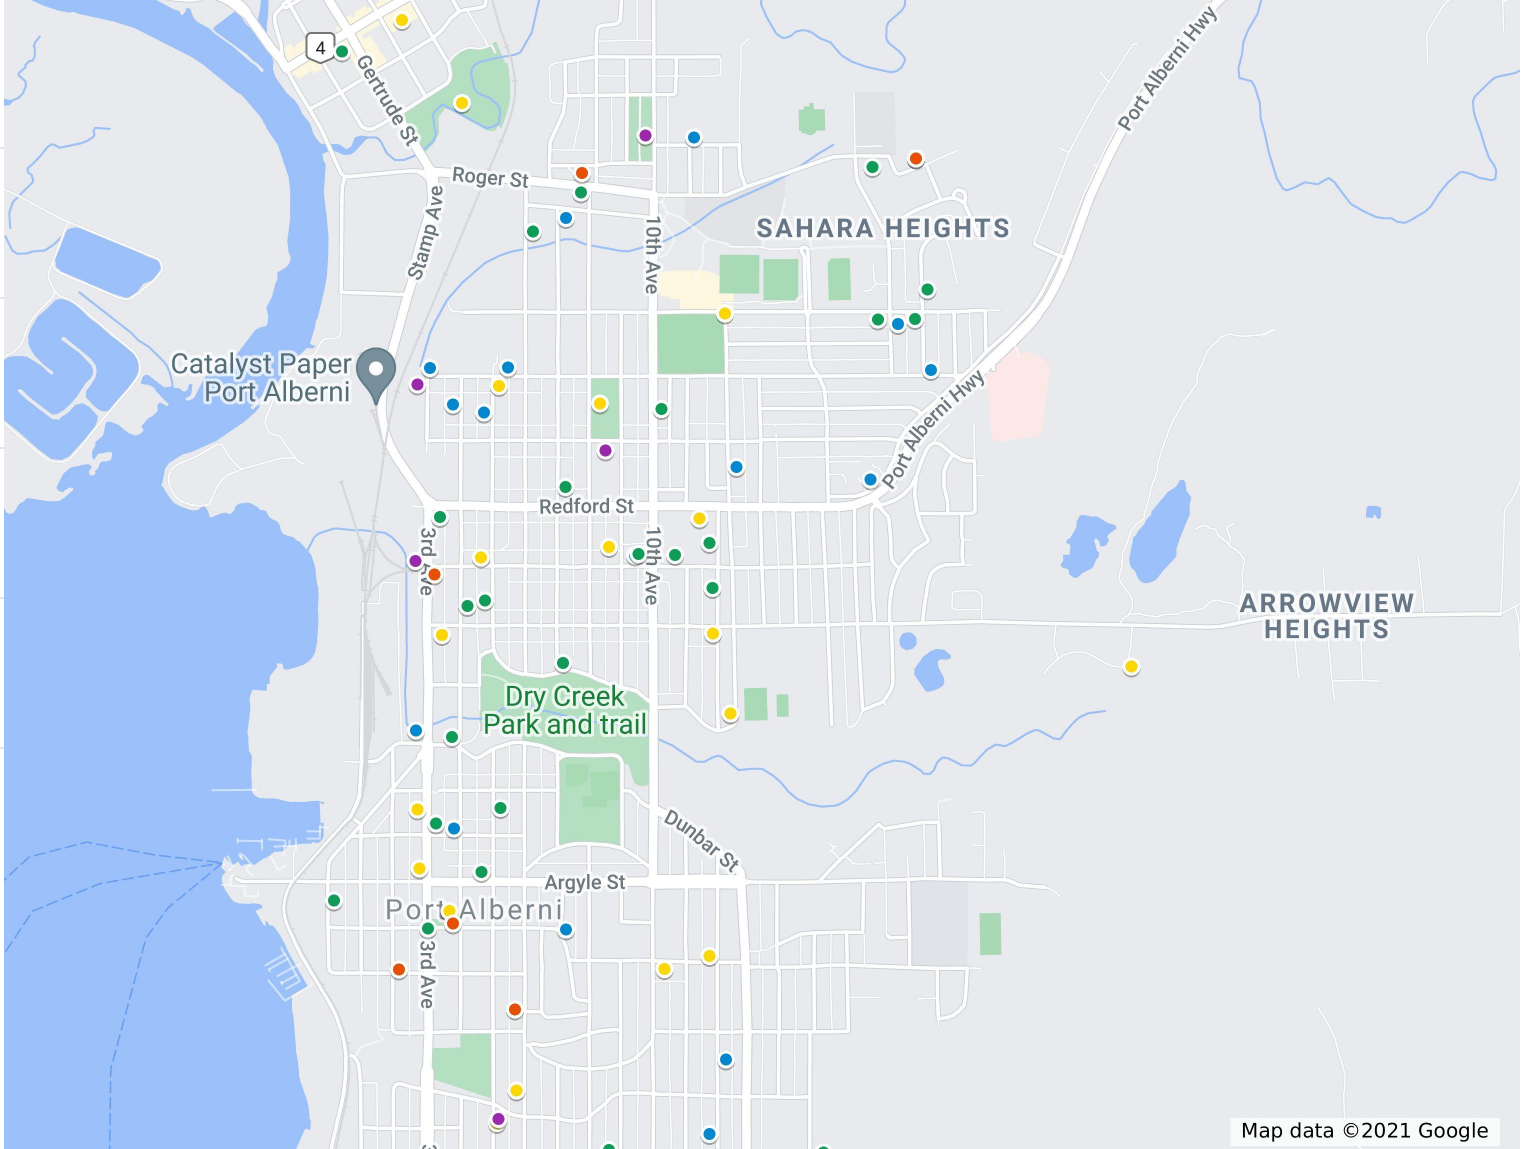 4
Gertrude St
Port Alberni Hwy
Roger St
Stamp Ave
10th Ave
SAHARA HEIGHTS
Catalyst Paper
Port Alberni
Port Alberni Hwy
Redford St
3rd Ave
10th Ave
ARROWVIEW
HEIGHTS
Dry Creek
Park and trail
Dunbar St
Argyle St
Port Alberni
3rd Ave
Map data ©2021 Google